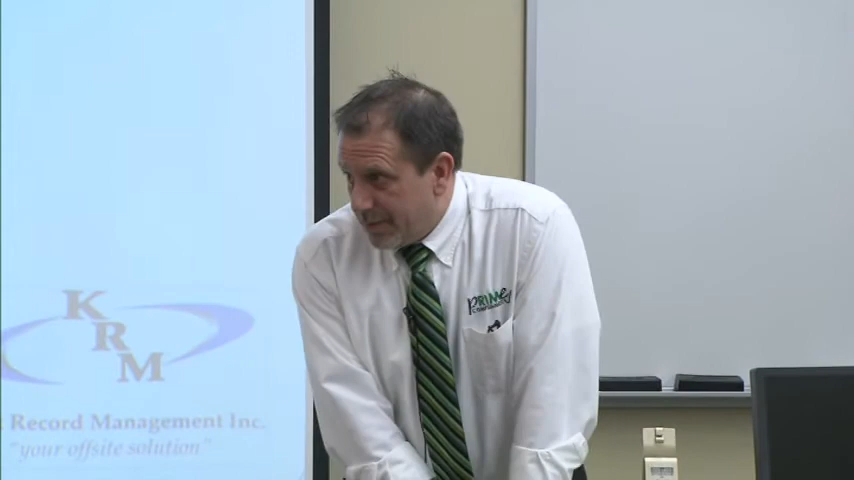 KRM
Record Management Inc.
"your offsite solution"
PRIME